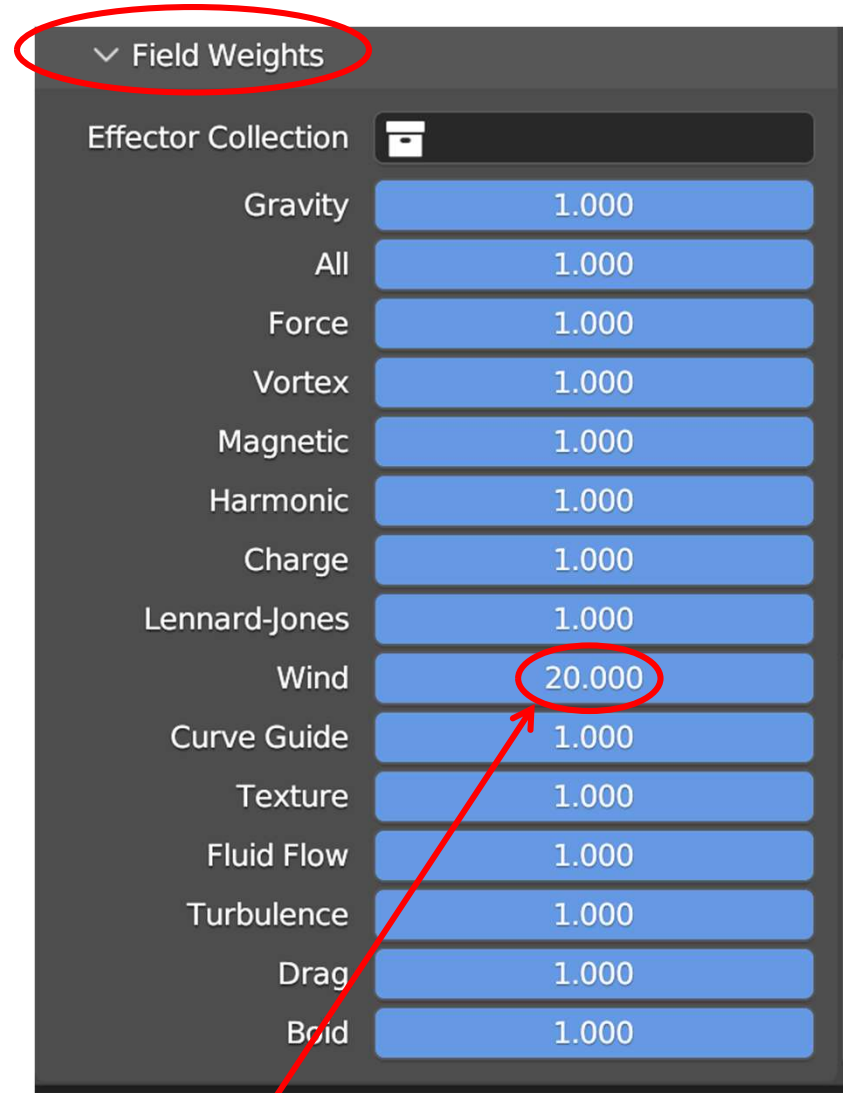 Field Weights
Effector Collection
Gravity 1.000
All 1.000
Force 1.000
Vortex 1.000
Magnetic 1.000
Harmonic 1.000
Charge 1.000
Lennard-Jones 1.000
Wind 20.000
Curve Guide 1.000
Texture 1.000
Fluid Flow 1.000
Turbulence 1.000
Drag 1.000
Boid 1.000